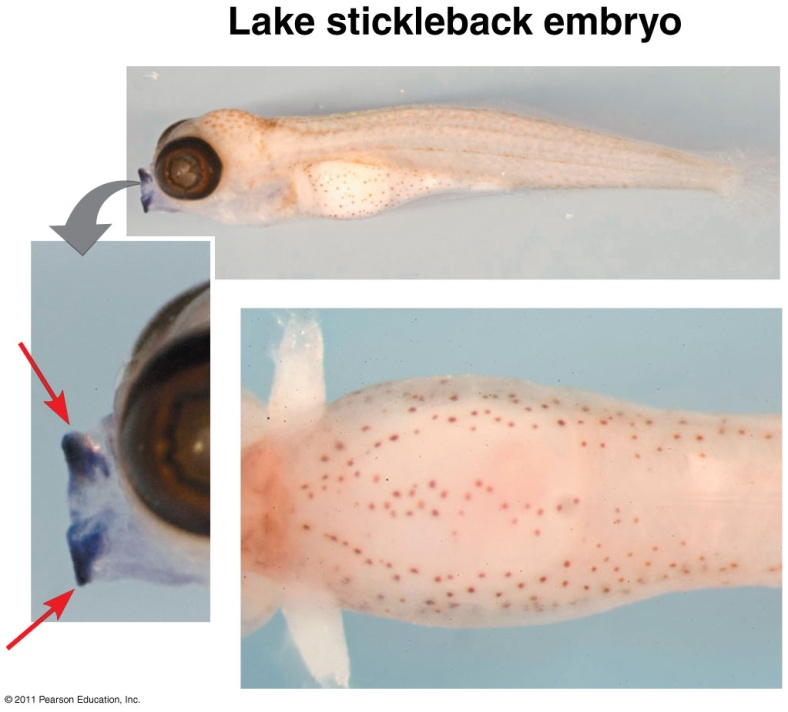 Lake stickleback embryo
© 2011 Pearson Education, Inc.